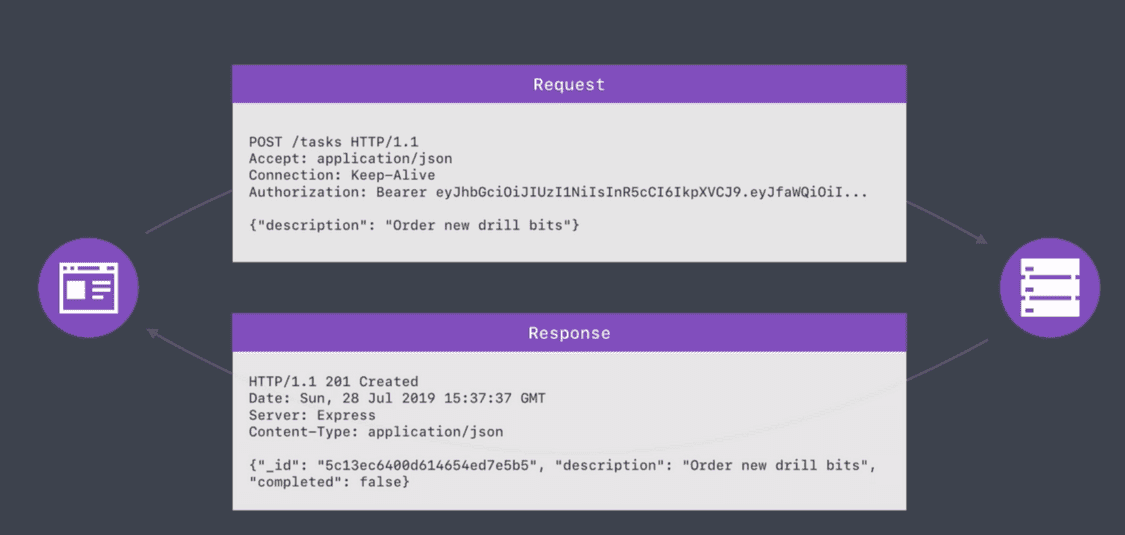 Request
POST /tasks HTTP/1.1
Accept: application/json
Connection: Keep-Alive
Authorization: Bearer eyJhbGciOiJIUzI1NiIsInR5cCI6IkpXVCJ9.eyJfaWQiOiI...
{"description": "Order new drill bits"}
Response
HTTP/1.1 201 Created
Date: Sun, 28 Jul 2019 15:37:37 GMT
Server: Express
Content-Type: application/json
{"_id": "5c13ec6400d614654ed7e5b5", "description": "Order new drill bits",
"completed": false}